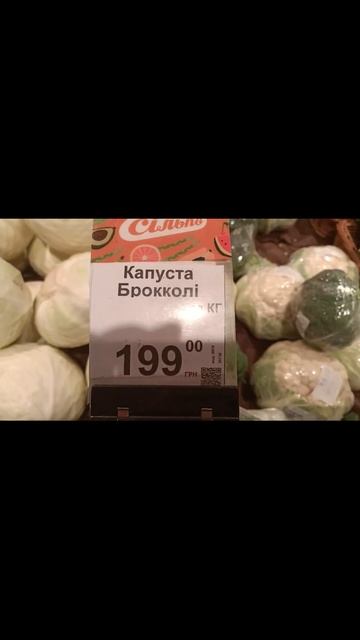 Сільпо
Капуста
Брокколі
КГ
199 00
ГРН